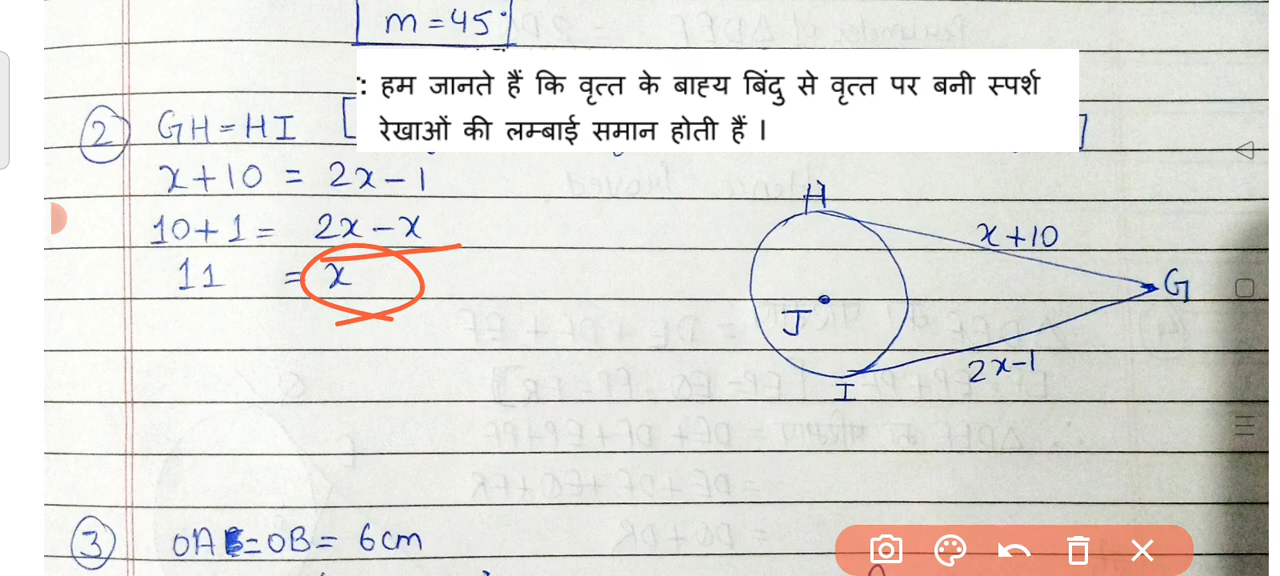 m = 45°
∵ हम जानते हैं कि वृत्त के बाह्य बिंदु से वृत्त पर बनी स्पर्श
रेखाओं की लम्बाई समान होती हैं ।
② GH = HI [ ]
x + 10 = 2x - 1
10 + 1 = 2x - x
11 = x
H
x + 10
G
J
2x - 1
I
③ OA = OB = 6 cm